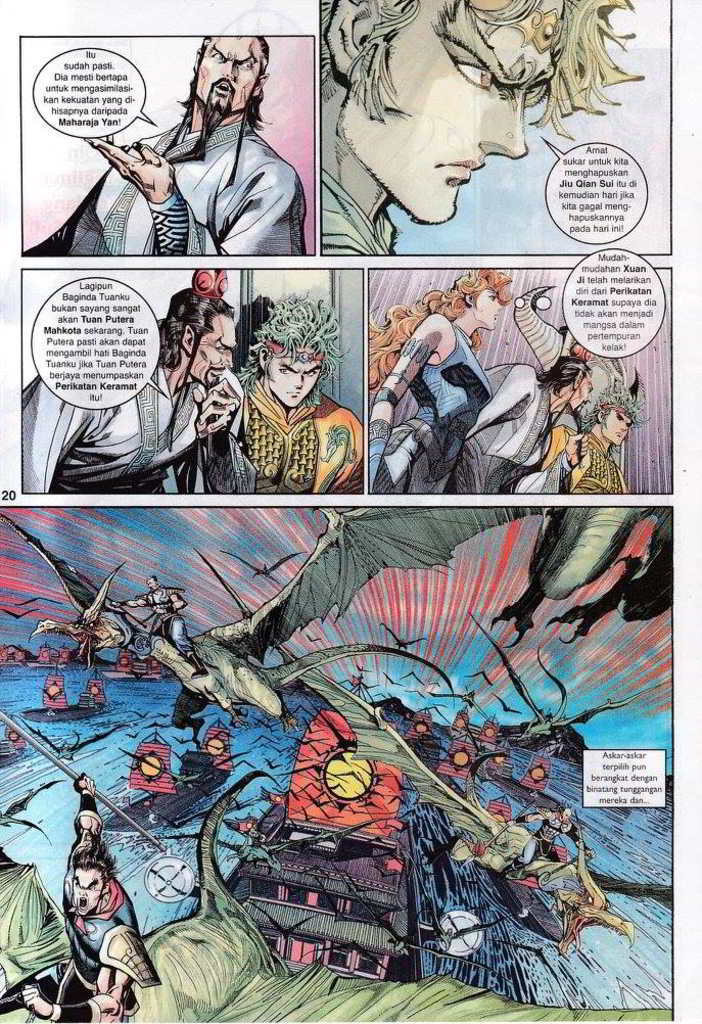 Itu
sudah pasti.
Dia mesti bertapa
untuk mengasimilasi-
kan kekuatan yang di-
hisapnya daripada
Maharaja Yan!
Amat
sukar untuk kita
menghapuskan
Jiu Qian Sui itu di
kemudian hari jika
kita gagal meng-
hapuskannya
pada hari ini!
Lagipun
Baginda Tuanku
bukan sayang sangat
akan Tuan Putera
Mahkota sekarang. Tuan
Putera pasti akan dapat
mengambil hati Baginda
Tuanku jika Tuan Putera
berjaya menumpaskan
Perikatan Keramat
itu!
Mudah-
mudahan Xuan
Ji telah melarikan
diri dari Perikatan
Keramat supaya dia
tidak akan menjadi
mangsa dalam
pertempuran
kelak!
20
Askar-askar
terpilih pun
berangkat dengan
binatang tunggangan
mereka dan...